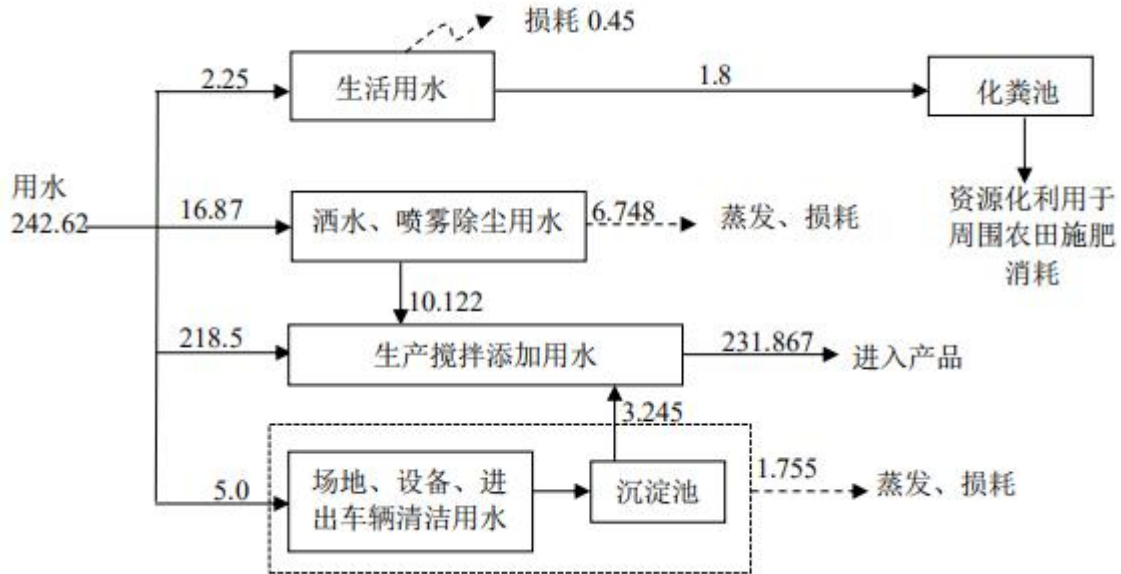 损耗 0.45
2.25
生活用水
1.8
化粪池
用水
242.62
16.87
洒水、喷雾除尘用水
6.748
蒸发、损耗
资源化利用于
周围农田施肥
消耗
10.122
218.5
生产搅拌添加用水
231.867
进入产品
3.245
5.0
场地、设备、进
出车辆清洁用水
沉淀池
1.755
蒸发、损耗